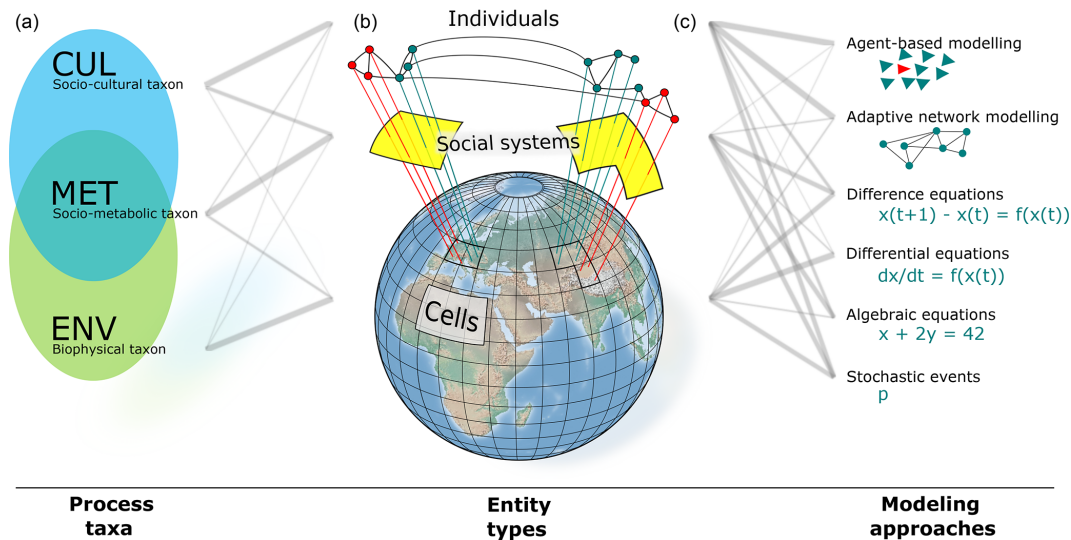 (a)
CUL
Socio-cultural taxon
MET
Socio-metabolic taxon
ENV
Biophysical taxon
(b)
Individuals
Social systems
Cells
(c)
Agent-based modelling
Adaptive network modelling
Difference equations
x(t+1) - x(t) = f(x(t))
Differential equations
dx/dt = f(x(t))
Algebraic equations
x + 2y = 42
Stochastic events
p
Process
taxa
Entity
types
Modeling
approaches